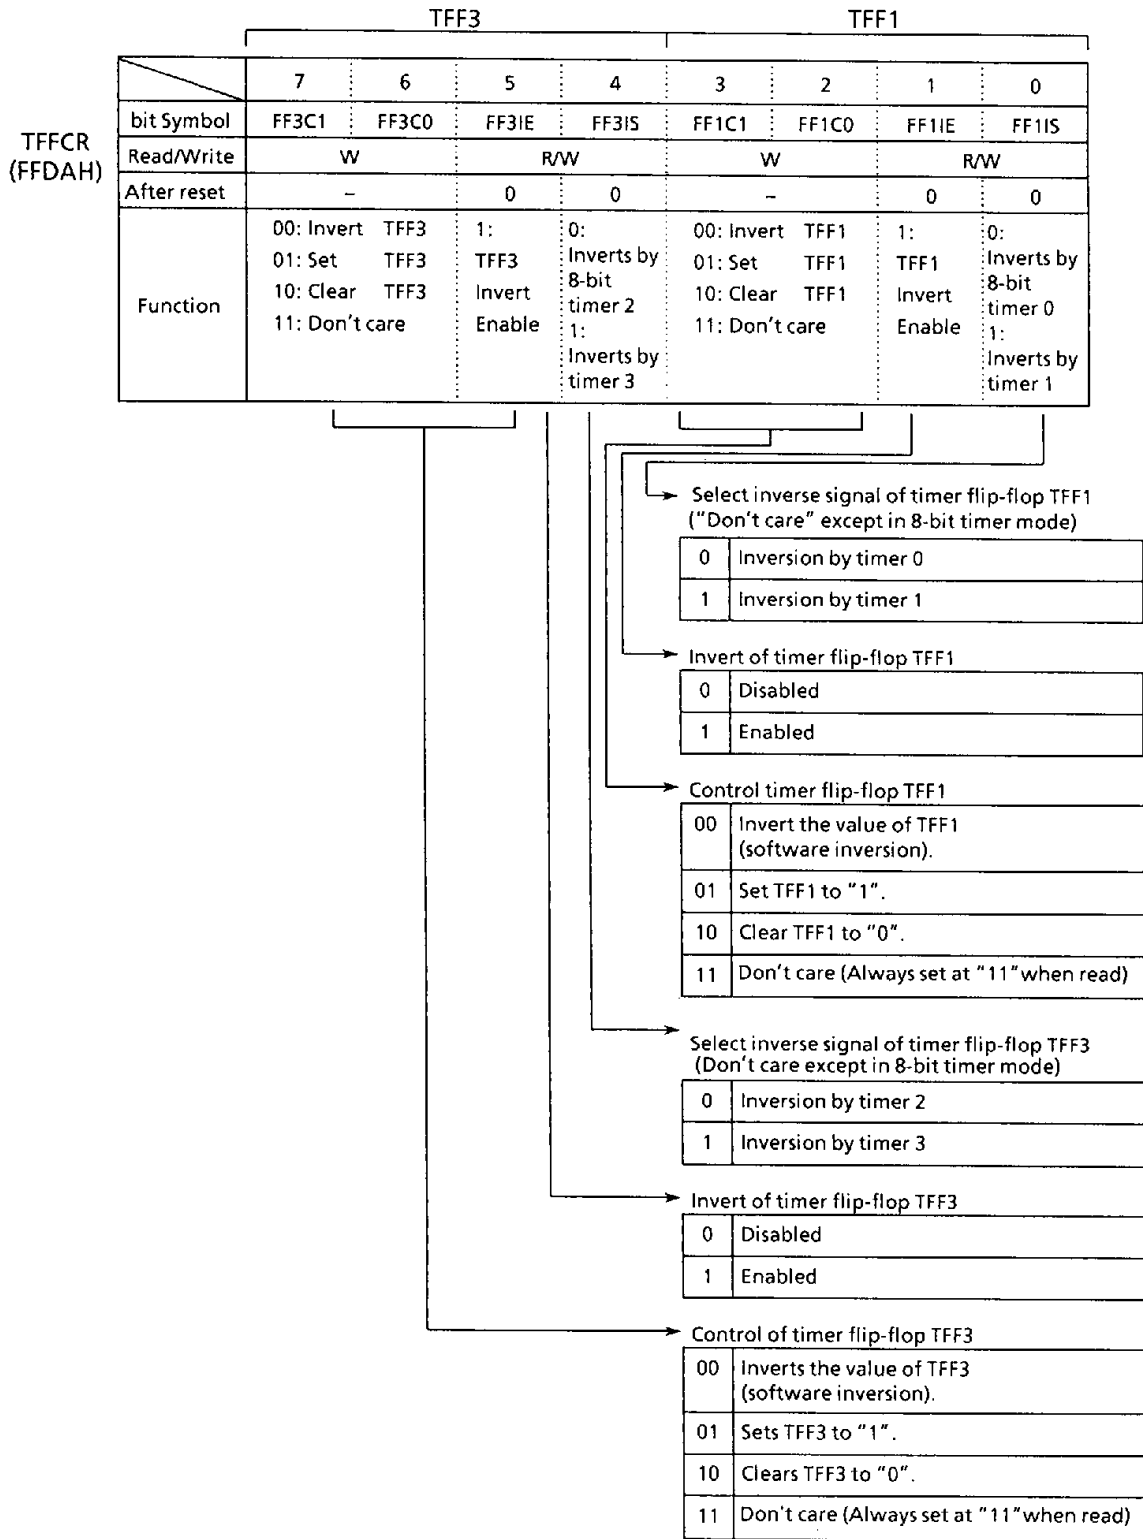 TFF3 TFF1
7 6 5 4 3 2 1 0
bit Symbol FF3C1 FF3C0 FF3IE FF3IS FF1C1 FF1C0 FF1IE FF1IS
TFFCR
(FFDAH)
Read/Write W R/W W R/W
After reset – 0 0 – 0 0
Function
00: Invert TFF3
01: Set TFF3
10: Clear TFF3
11: Don't care
1:
TFF3
Invert
Enable
0:
Inverts by
8-bit
timer 2
1:
Inverts by
timer 3
00: Invert TFF1
01: Set TFF1
10: Clear TFF1
11: Don't care
1:
TFF1
Invert
Enable
0:
Inverts by
8-bit
timer 0
1:
Inverts by
timer 1
Select inverse signal of timer flip-flop TFF1
("Don't care" except in 8-bit timer mode)
0 Inversion by timer 0
1 Inversion by timer 1
Invert of timer flip-flop TFF1
0 Disabled
1 Enabled
Control timer flip-flop TFF1
00 Invert the value of TFF1
(software inversion).
01 Set TFF1 to "1".
10 Clear TFF1 to "0".
11 Don't care (Always set at "11" when read)
Select inverse signal of timer flip-flop TFF3
(Don't care except in 8-bit timer mode)
0 Inversion by timer 2
1 Inversion by timer 3
Invert of timer flip-flop TFF3
0 Disabled
1 Enabled
Control of timer flip-flop TFF3
00 Inverts the value of TFF3
(software inversion).
01 Sets TFF3 to "1".
10 Clears TFF3 to "0".
11 Don't care (Always set at "11" when read)